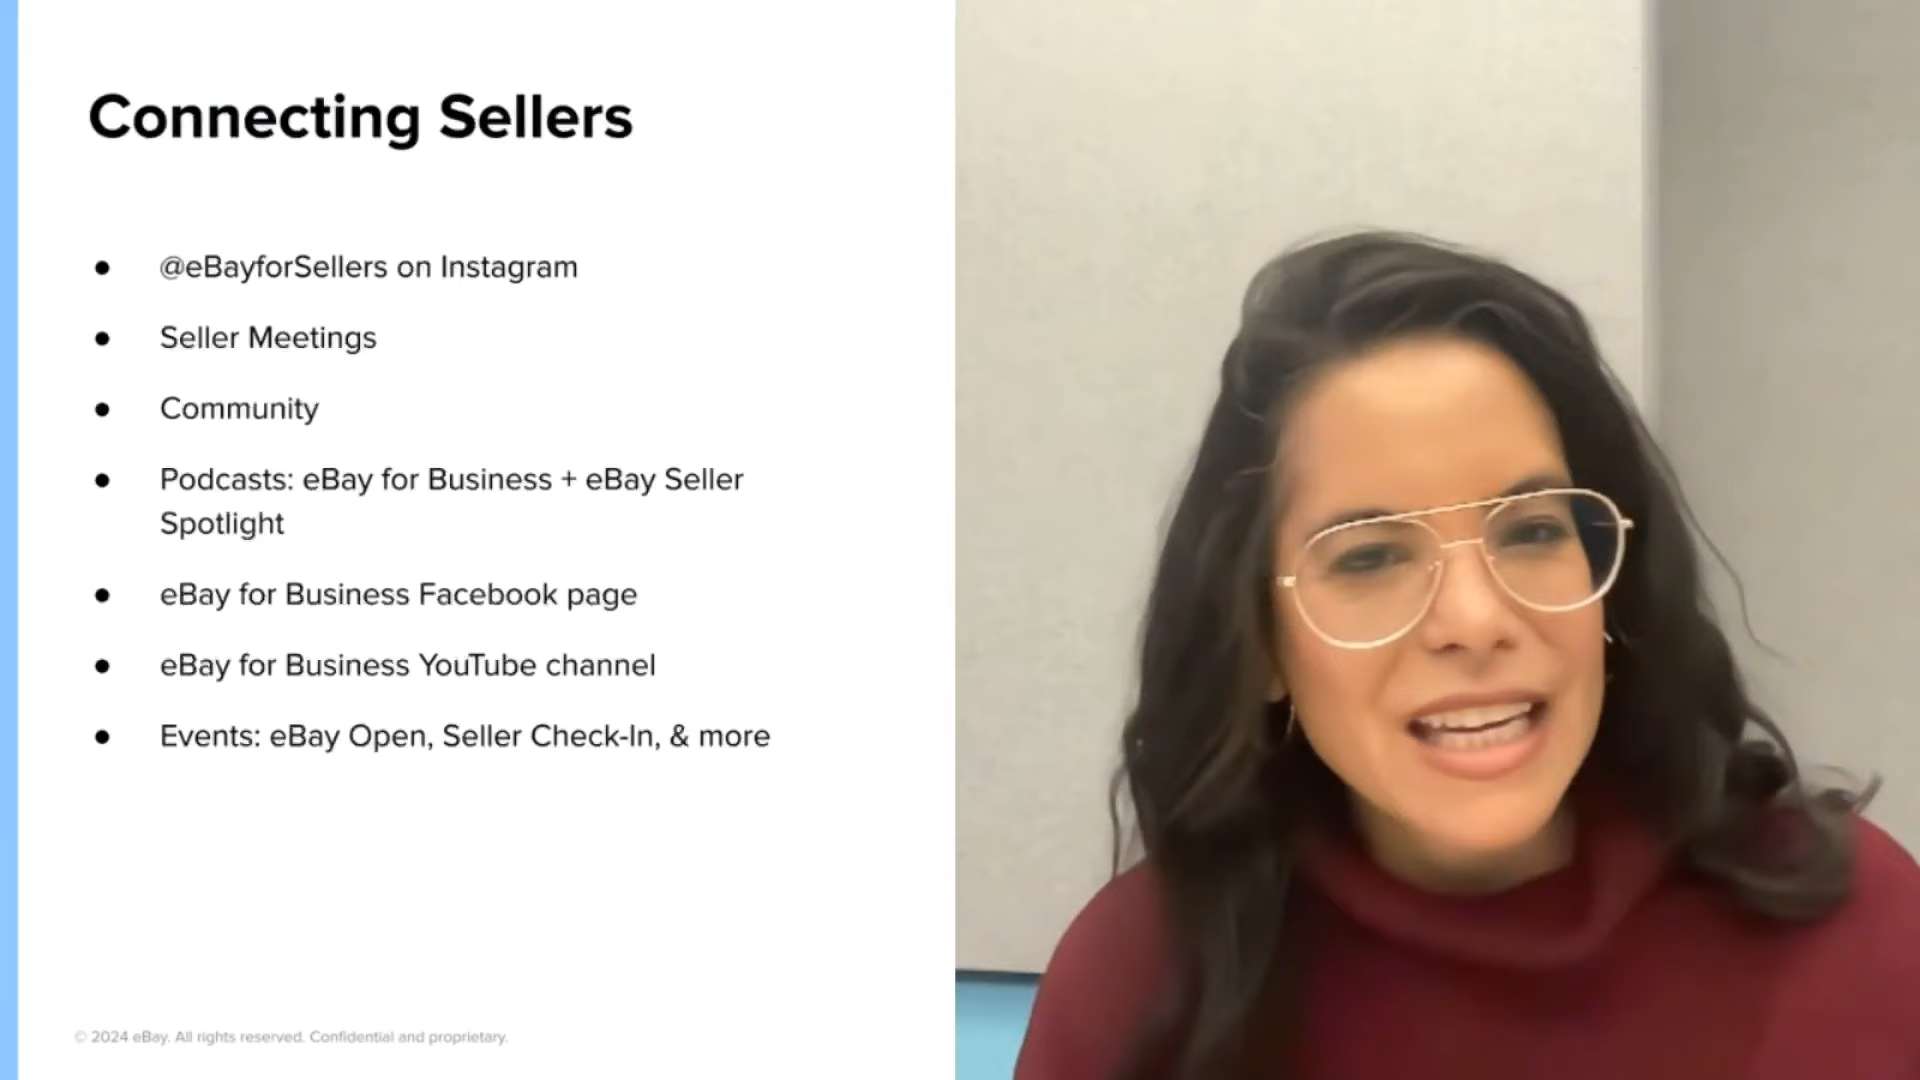 Connecting Sellers
● @eBayforSellers on Instagram
● Seller Meetings
● Community
● Podcasts: eBay for Business + eBay Seller
Spotlight
● eBay for Business Facebook page
● eBay for Business YouTube channel
● Events: eBay Open, Seller Check-In, & more
© 2024 eBay. All rights reserved. Confidential and proprietary.